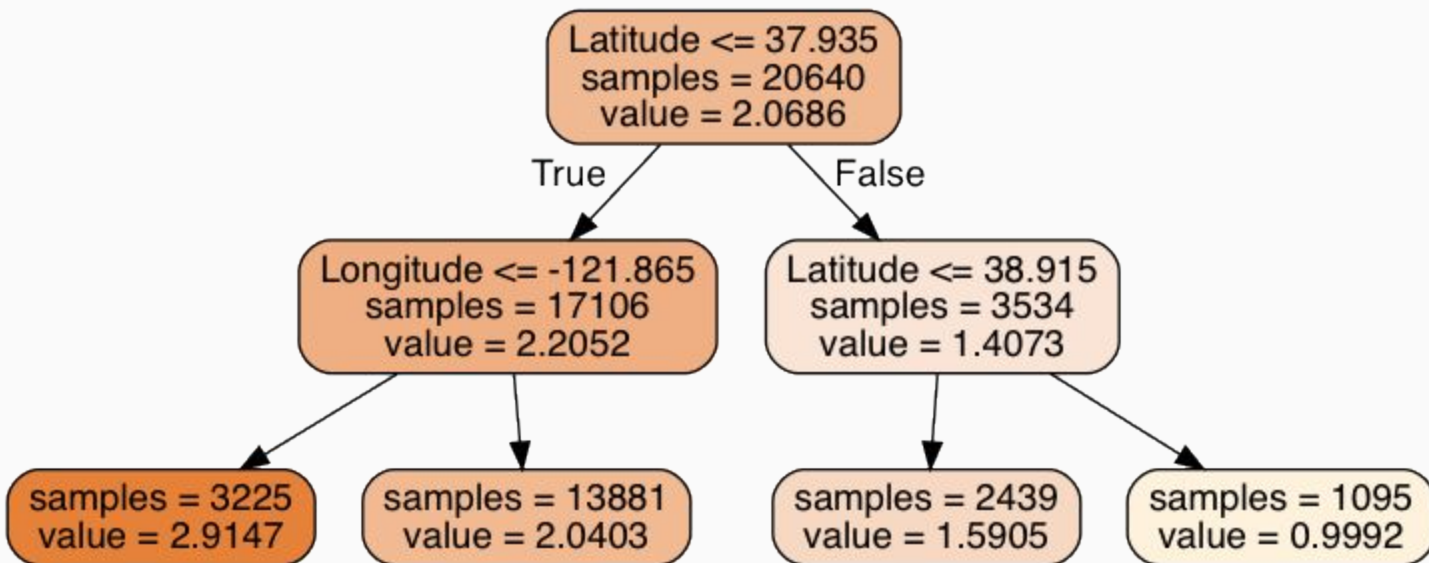 Latitude <= 37.935
samples = 20640
value = 2.0686
True
False
Longitude <= -121.865
samples = 17106
value = 2.2052
Latitude <= 38.915
samples = 3534
value = 1.4073
samples = 3225
value = 2.9147
samples = 13881
value = 2.0403
samples = 2439
value = 1.5905
samples = 1095
value = 0.9992